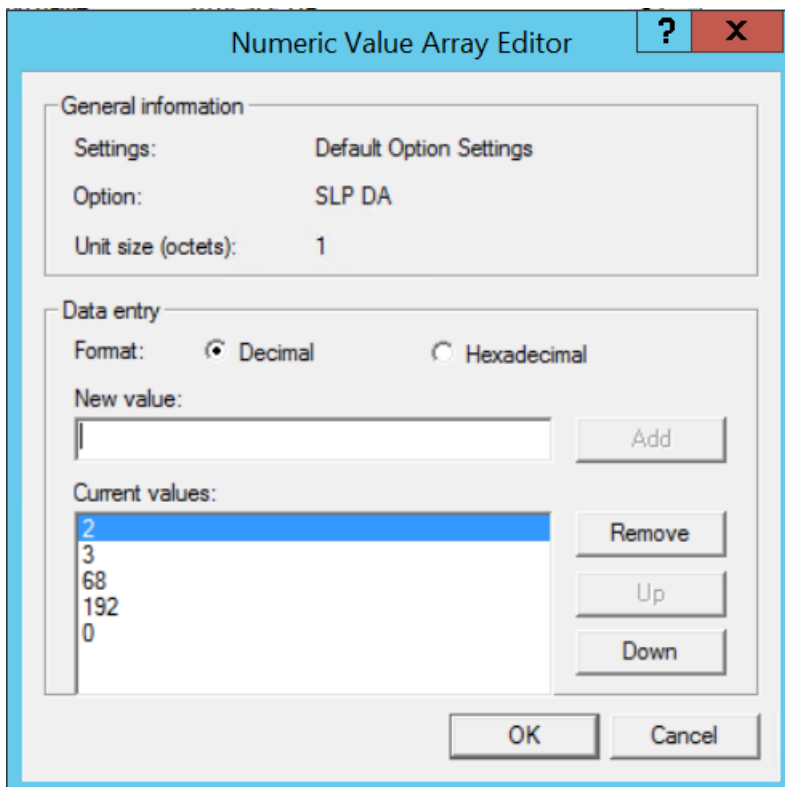 Numeric Value Array Editor ? X
General information
Settings: Default Option Settings
Option: SLP DA
Unit size (octets): 1
Data entry
Format: Decimal Hexadecimal
New value:
Add
Current values:
2
3
68
192
0
Remove
Up
Down
OK Cancel